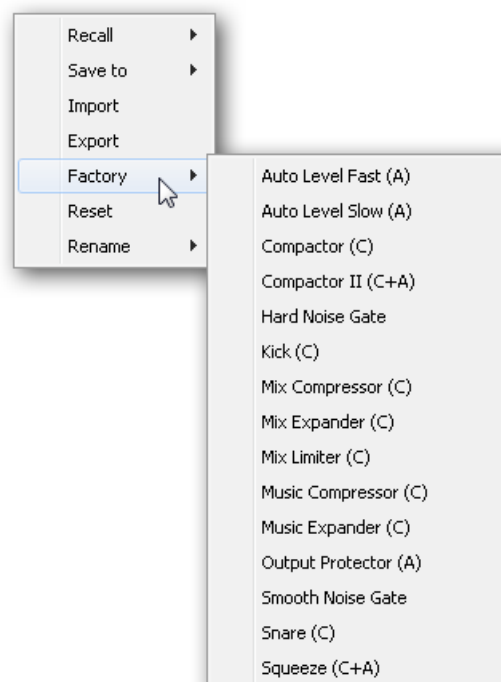 Recall
Save to
Import
Export
Factory
Reset
Rename
Auto Level Fast (A)
Auto Level Slow (A)
Compactor (C)
Compactor II (C+A)
Hard Noise Gate
Kick (C)
Mix Compressor (C)
Mix Expander (C)
Mix Limiter (C)
Music Compressor (C)
Music Expander (C)
Output Protector (A)
Smooth Noise Gate
Snare (C)
Squeeze (C+A)